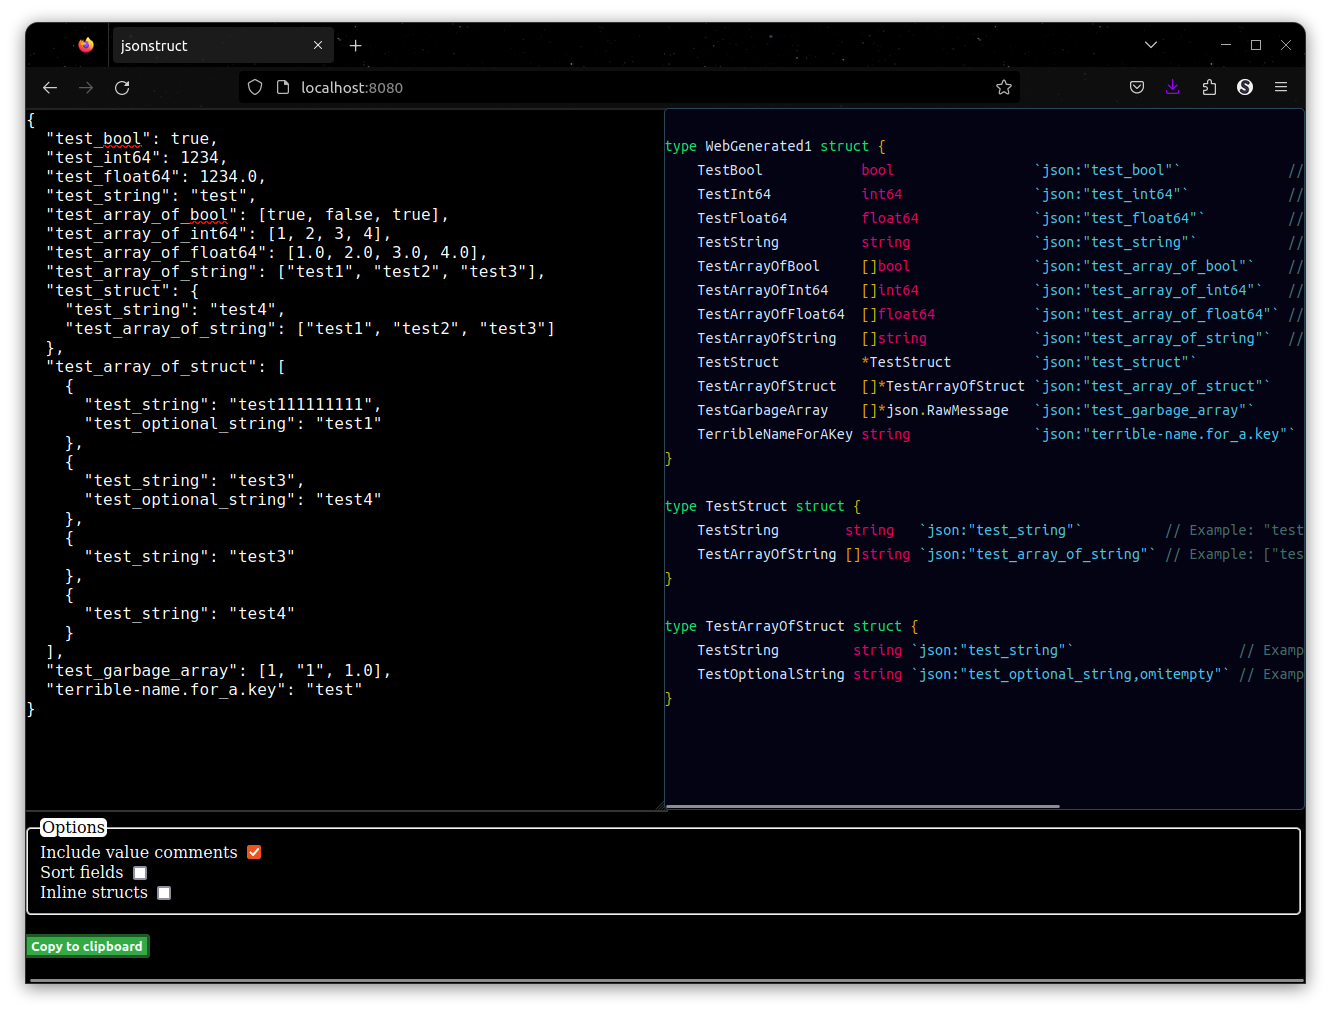 jsonstruct
localhost:8080
{
  "test_bool": true,
  "test_int64": 1234,
  "test_float64": 1234.0,
  "test_string": "test",
  "test_array_of_bool": [true, false, true],
  "test_array_of_int64": [1, 2, 3, 4],
  "test_array_of_float64": [1.0, 2.0, 3.0, 4.0],
  "test_array_of_string": ["test1", "test2", "test3"],
  "test_struct": {
    "test_string": "test4",
    "test_array_of_string": ["test1", "test2", "test3"]
  },
  "test_array_of_struct": [
    {
      "test_string": "test111111111",
      "test_optional_string": "test1"
    },
    {
      "test_string": "test3",
      "test_optional_string": "test4"
    },
    {
      "test_string": "test3"
    },
    {
      "test_string": "test4"
    }
  ],
  "test_garbage_array": [1, "1", 1.0],
  "terrible-name.for_a.key": "test"
}
type WebGenerated1 struct {
    TestBool            bool                 `json:"test_bool"`             //
    TestInt64           int64                `json:"test_int64"`            //
    TestFloat64         float64              `json:"test_float64"`          //
    TestString          string               `json:"test_string"`           //
    TestArrayOfBool     []bool               `json:"test_array_of_bool"`    //
    TestArrayOfInt64    []int64              `json:"test_array_of_int64"`   //
    TestArrayOfFloat64  []float64            `json:"test_array_of_float64"` //
    TestArrayOfString   []string             `json:"test_array_of_string"`  //
    TestStruct          *TestStruct          `json:"test_struct"`
    TestArrayOfStruct   []*TestArrayOfStruct `json:"test_array_of_struct"`
    TestGarbageArray    []*json.RawMessage   `json:"test_garbage_array"`
    TerribleNameForAKey string               `json:"terrible-name.for_a.key"`
}
type TestStruct struct {
    TestString        string   `json:"test_string"`          // Example: "test
    TestArrayOfString []string `json:"test_array_of_string"` // Example: ["tes
}
type TestArrayOfStruct struct {
    TestString         string `json:"test_string"`                    // Examp
    TestOptionalString string `json:"test_optional_string,omitempty"` // Examp
}
Options
Include value comments
Sort fields
Inline structs
Copy to clipboard